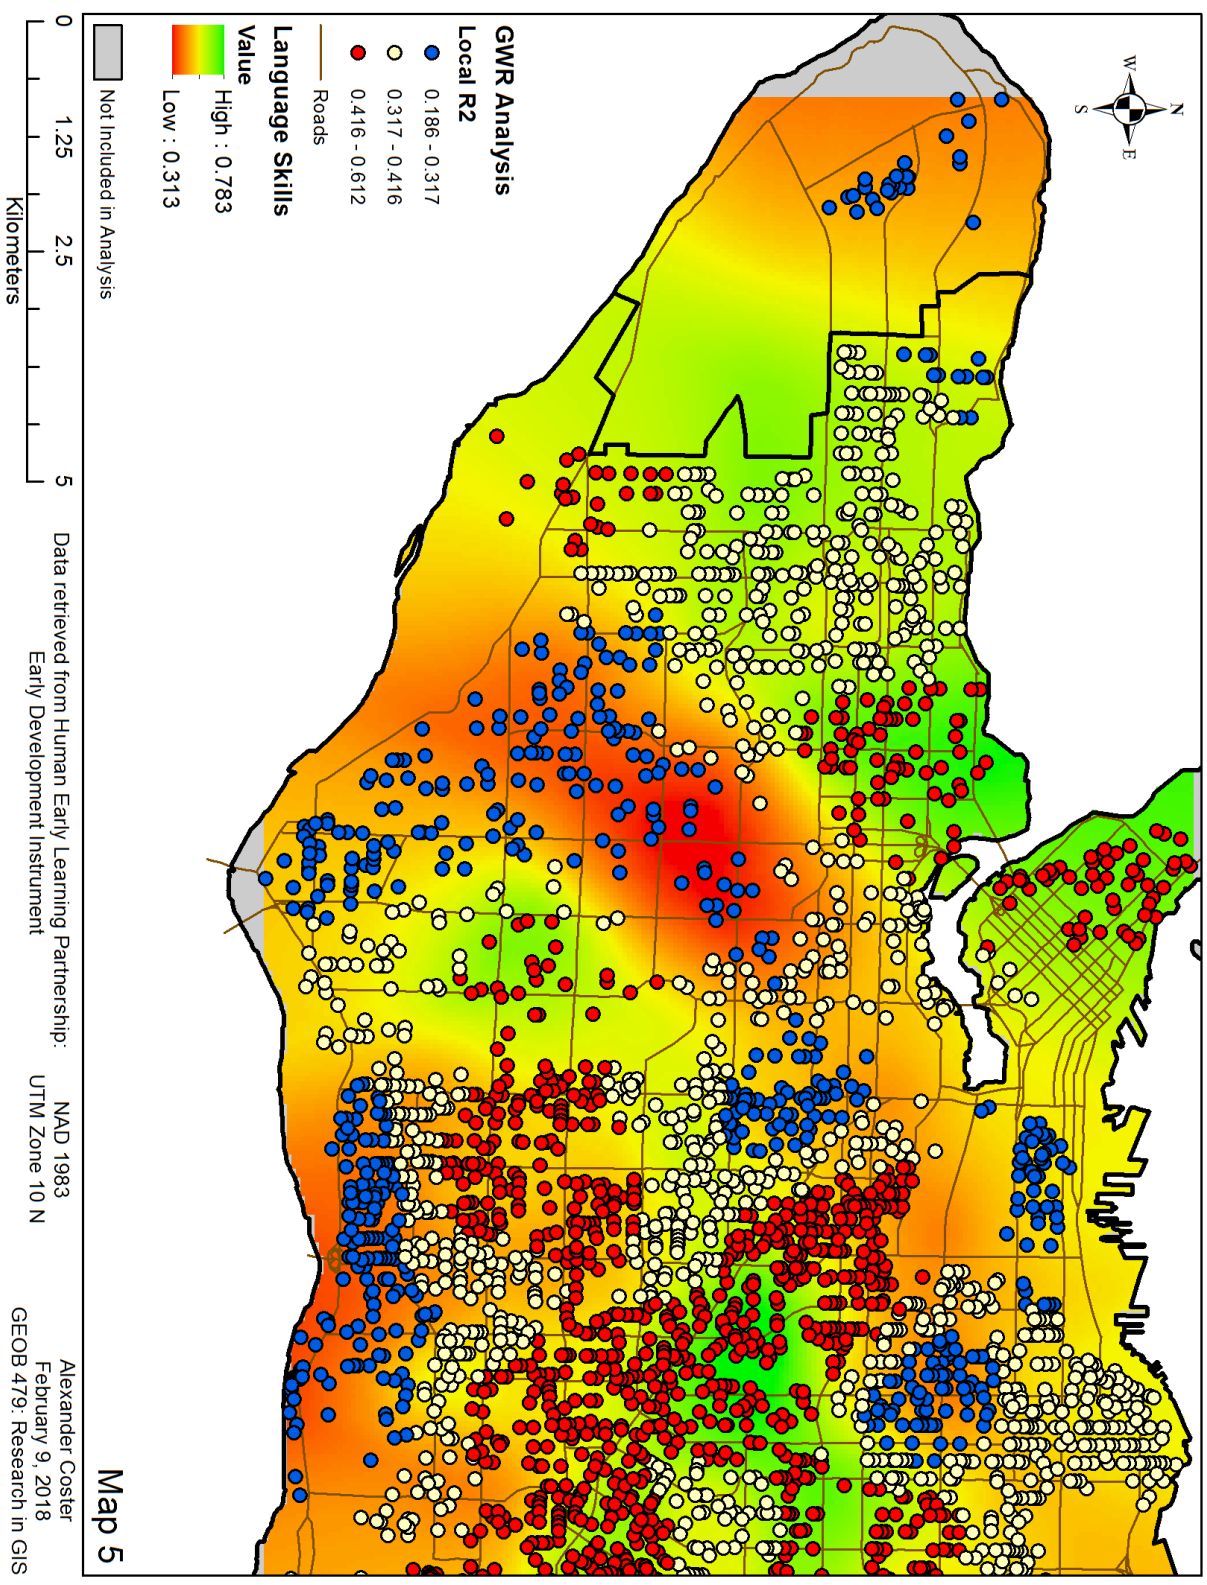 N
W
E
S
GWR Analysis
Local R2
0.186 - 0.317
0.317 - 0.416
0.416 - 0.612
Roads
Language Skills
Value
High : 0.783
Low : 0.313
Not Included in Analysis
0 1.25 2.5 5
Kilometers
Data retrieved from Human Early Learning Partnership:
Early Development Instrument
NAD 1983
UTM Zone 10 N
Map 5
Alexander Coster
February 9, 2018
GEOB 479: Research in GIS